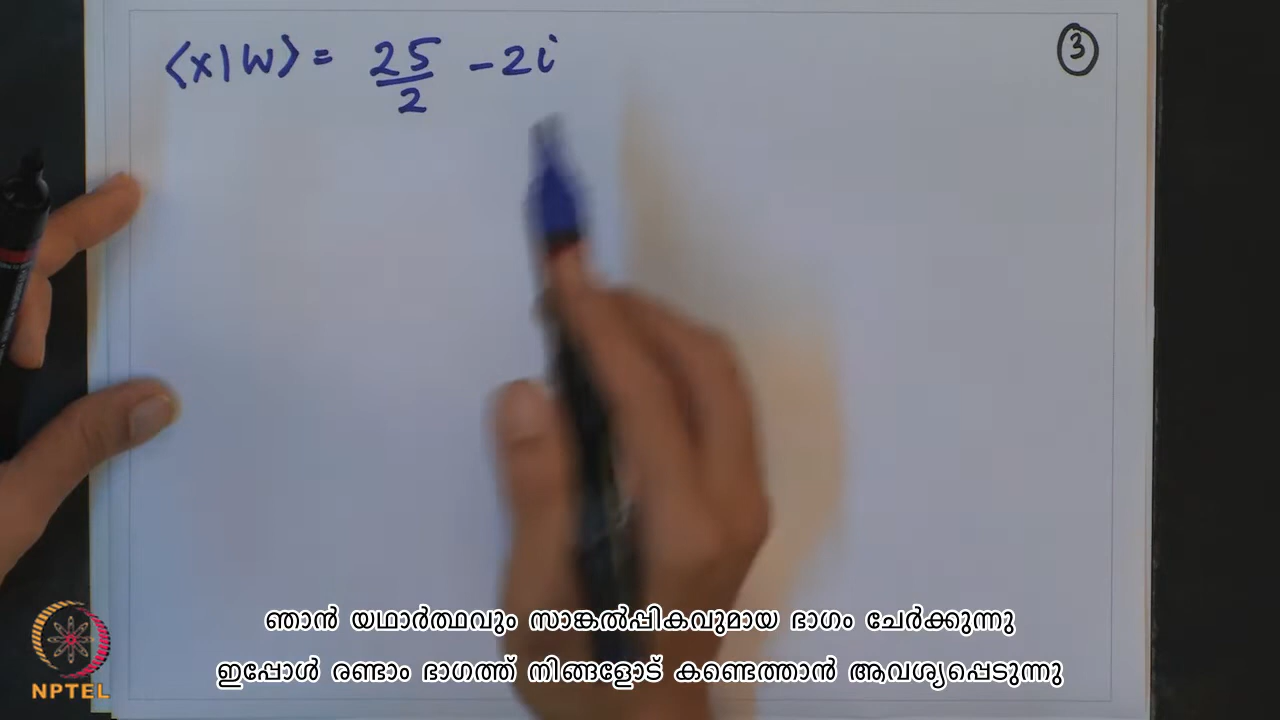 ⟨x|W⟩ = 25/2 - 2i
3
ഞാൻ യഥാർത്ഥവും സാങ്കൽപ്പികവുമായ ഭാഗം ചേർക്കുന്നു
ഇപ്പോൾ രണ്ടാം ഭാഗത്ത് നിങ്ങളോട് കണ്ടെത്താൻ ആവശ്യപ്പെടുന്നു
NPTEL